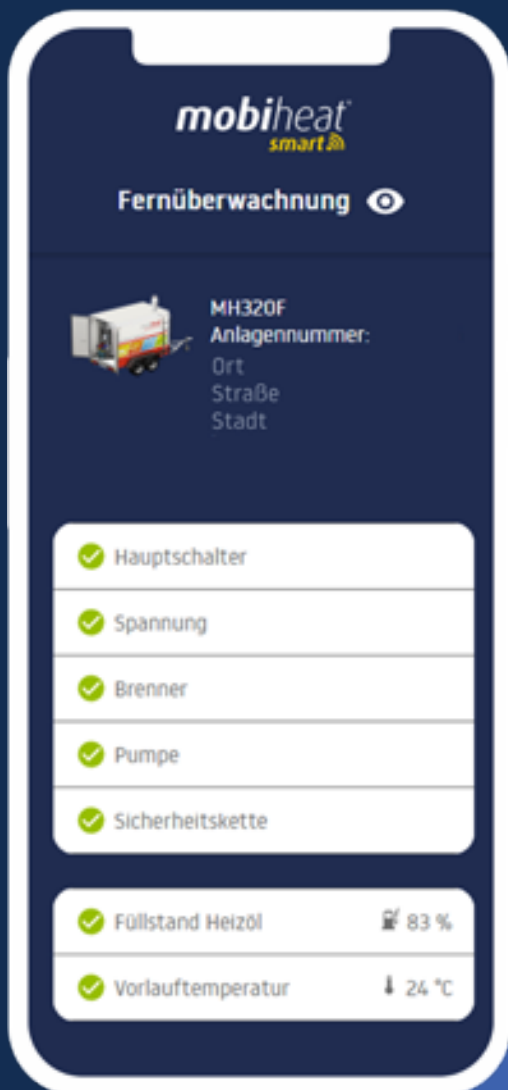 mobiheat
smart
Fernüberwachnung
MH320F
Anlagennummer:
Ort
Straße
Stadt
Hauptschalter
Spannung
Brenner
Pumpe
Sicherheitskette
Füllstand Heizöl 83 %
Vorlauftemperatur 24 °C